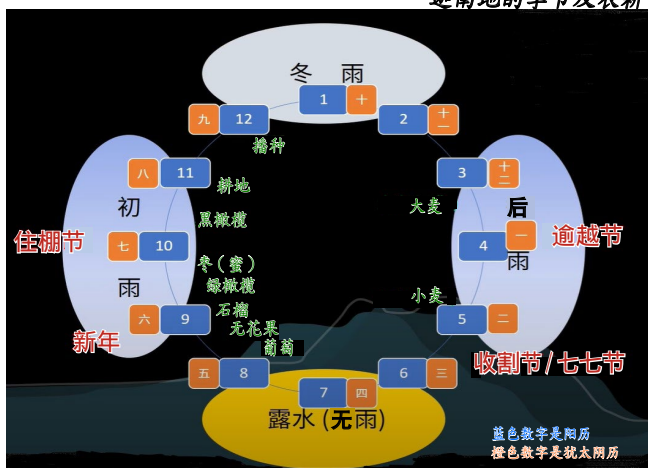 迦南地的季节及农耕
冬 雨
1 十
九 12
2 十一
播种
八 11
3 十二
耕地
初
大麦
后
黑橄榄
住棚节
七 10
4 一
逾越节
雨
枣(蜜)
绿橄榄
雨
小麦
石榴
六 9
5 二
新年
无花果
葡萄
收割节/七七节
五 8
6 三
7 四
露水(无雨)
蓝色数字是阳历
橙色数字是犹太阴历